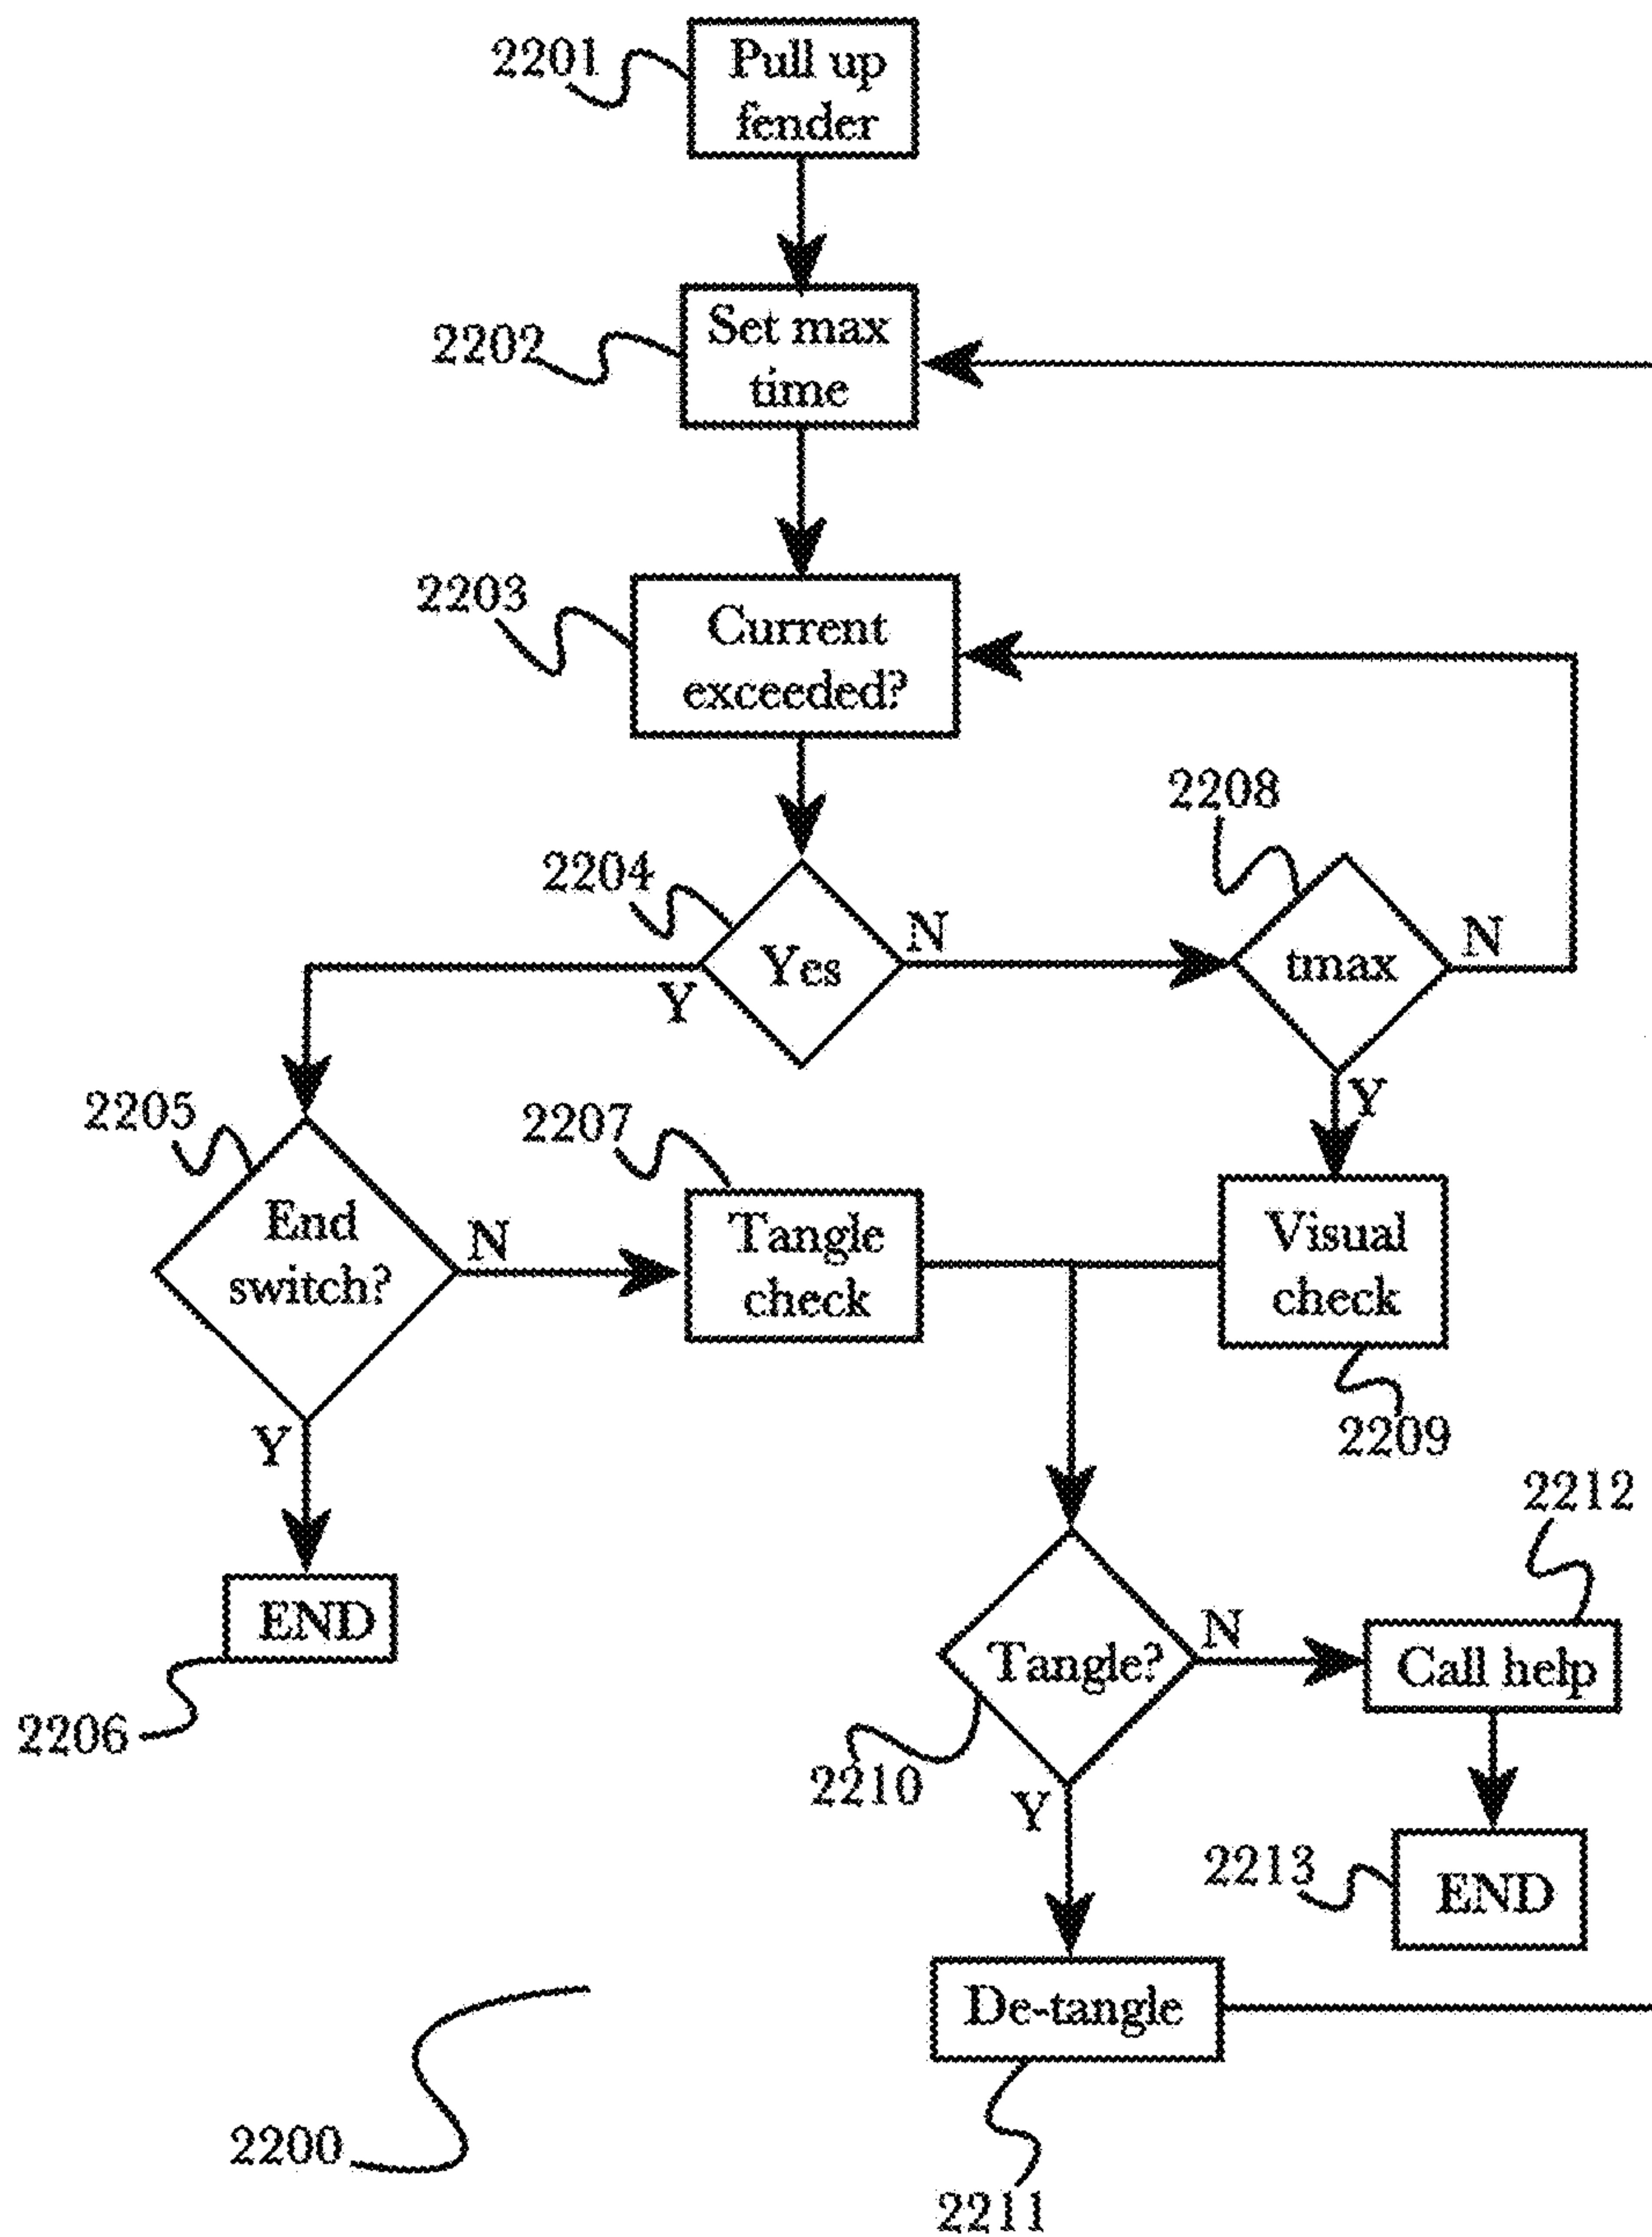 2201
Pull up
fender
2202
Set max
time
2203
Current
exceeded?
2208
2204
Yes
N
tmax
N
Y
Y
2205
2207
End
switch?
N
Tangle
check
Visual
check
2209
Y
2212
END
2206
Tangle?
N
Call help
2210
Y
2213
END
De-tangle
2200
2211